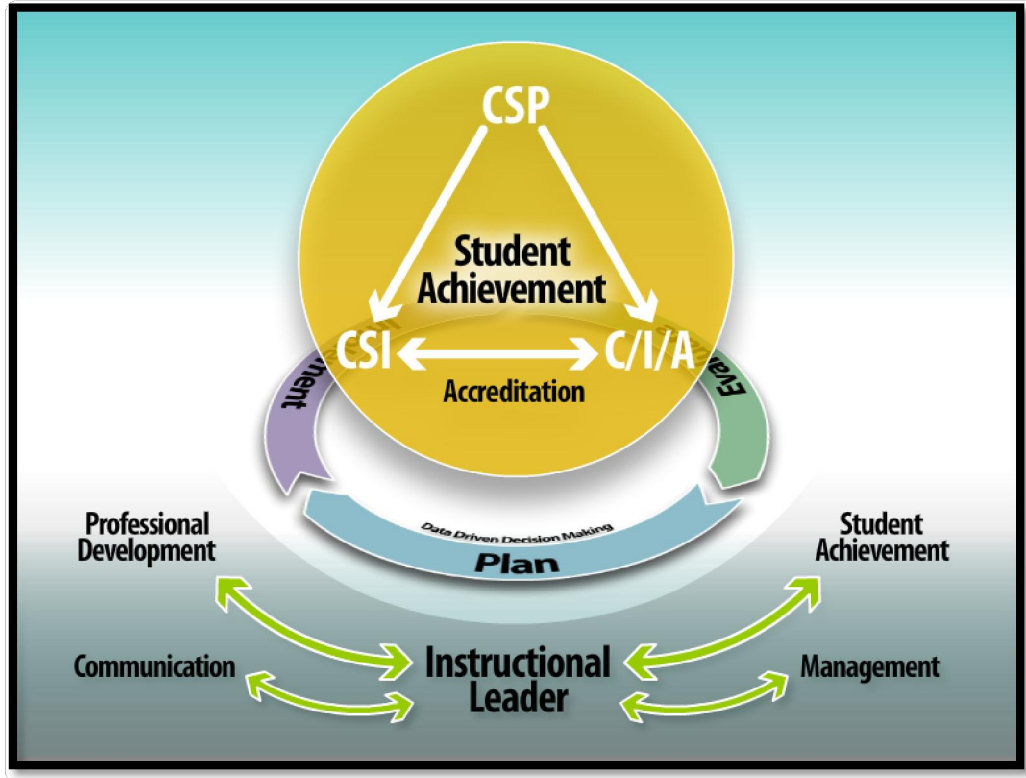 CSP
Student
Achievement
CSI
C/I/A
Accreditation
Data Driven Decision Making
Plan
Professional
Development
Student
Achievement
Communication
Instructional
Leader
Management